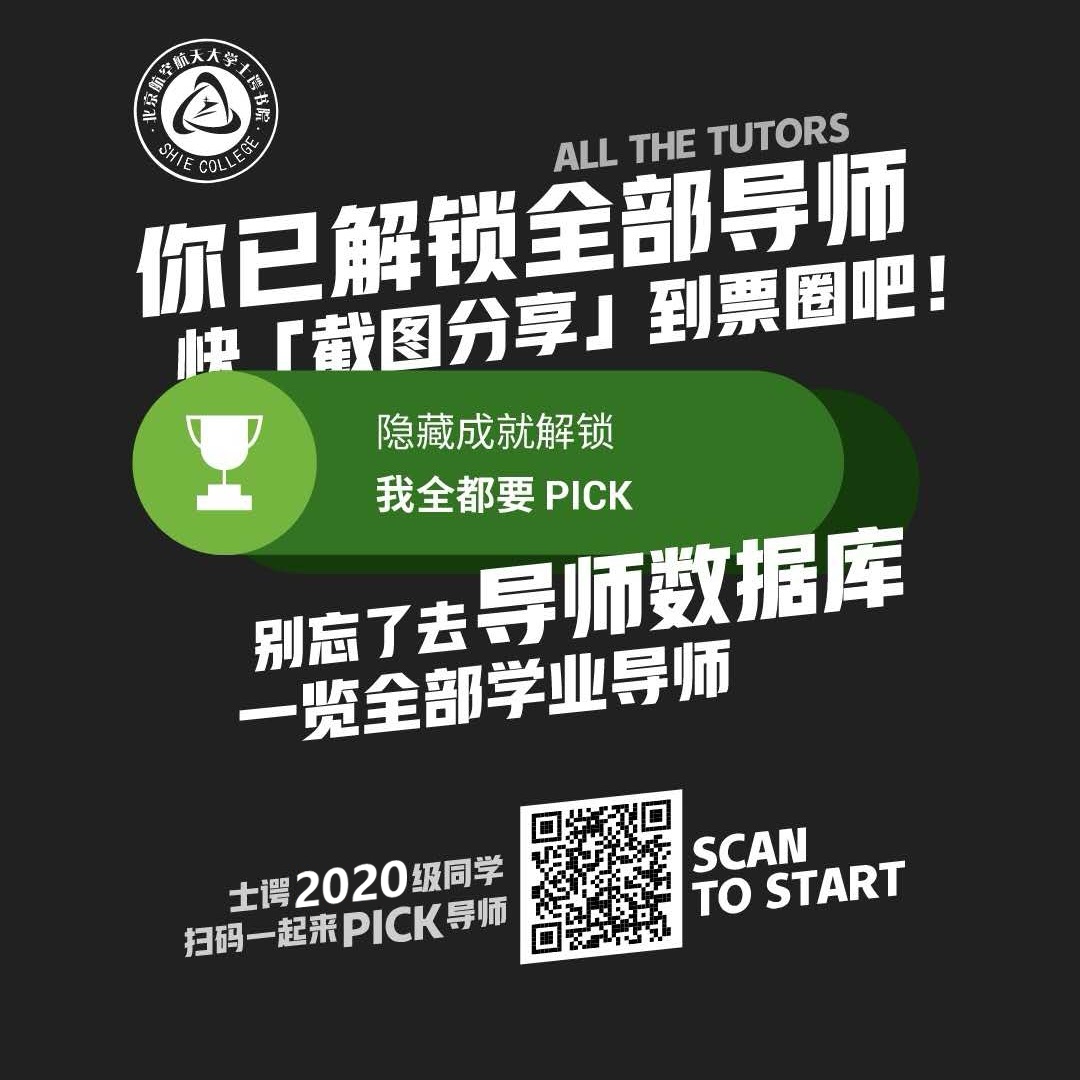 ·北京航空航天大学士谔书院·
SHIE COLLEGE
ALL THE TUTORS
你已解锁全部导师
快「截图分享」到票圈吧!
隐藏成就解锁
我全都要 PICK
别忘了去导师数据库
一览全部学业导师
士谔2020级同学
扫码一起来PICK导师
SCAN
TO START